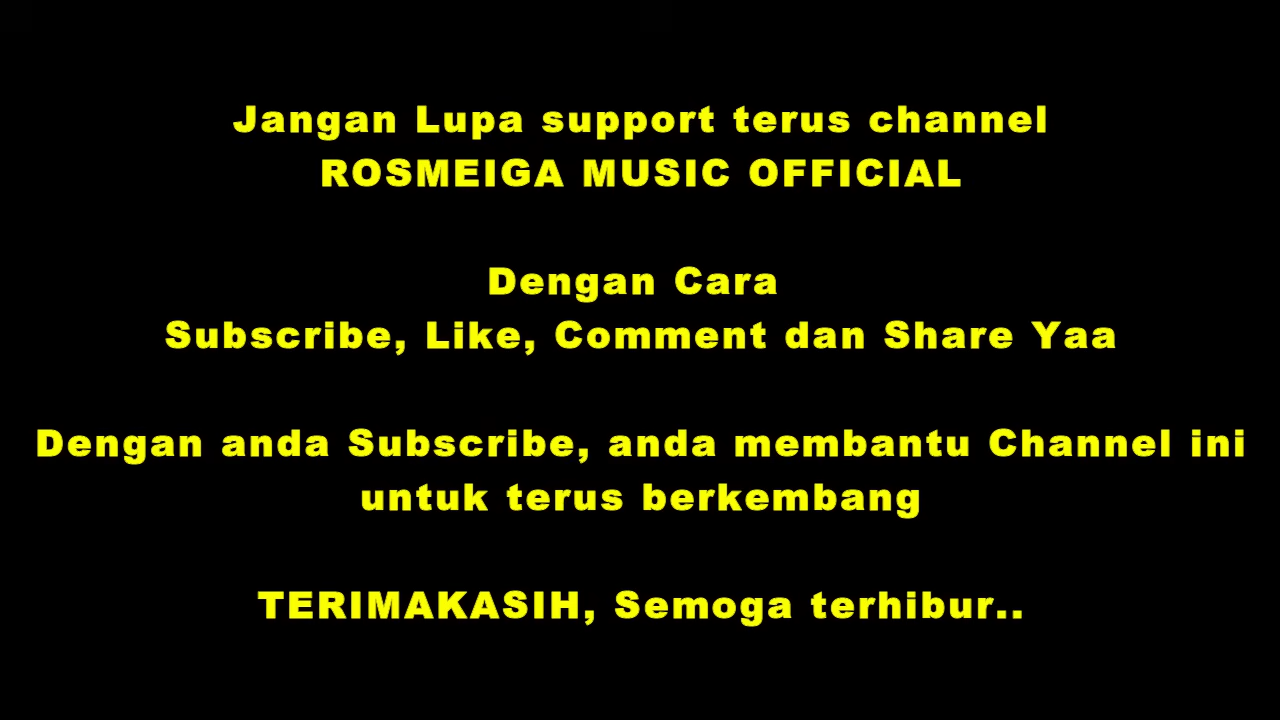 Jangan Lupa support terus channel
ROSMEIGA MUSIC OFFICIAL
Dengan Cara
Subscribe, Like, Comment dan Share Yaa
Dengan anda Subscribe, anda membantu Channel ini
untuk terus berkembang
TERIMAKASIH, Semoga terhibur..